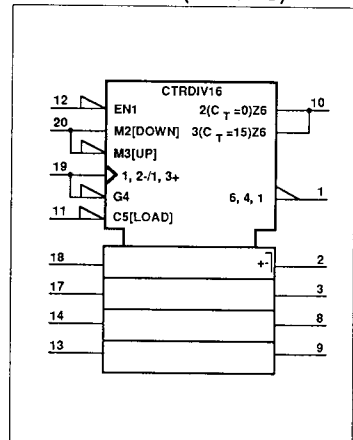 CTRDIV16
12 EN1 2(C T =0)Z6 10
20 M2[DOWN] 3(C T =15)Z6
M3[UP]
19 1, 2-/1, 3+
G4 6, 4, 1 1
11 C5[LOAD]
18 +- 2
17 3
14 8
13 9